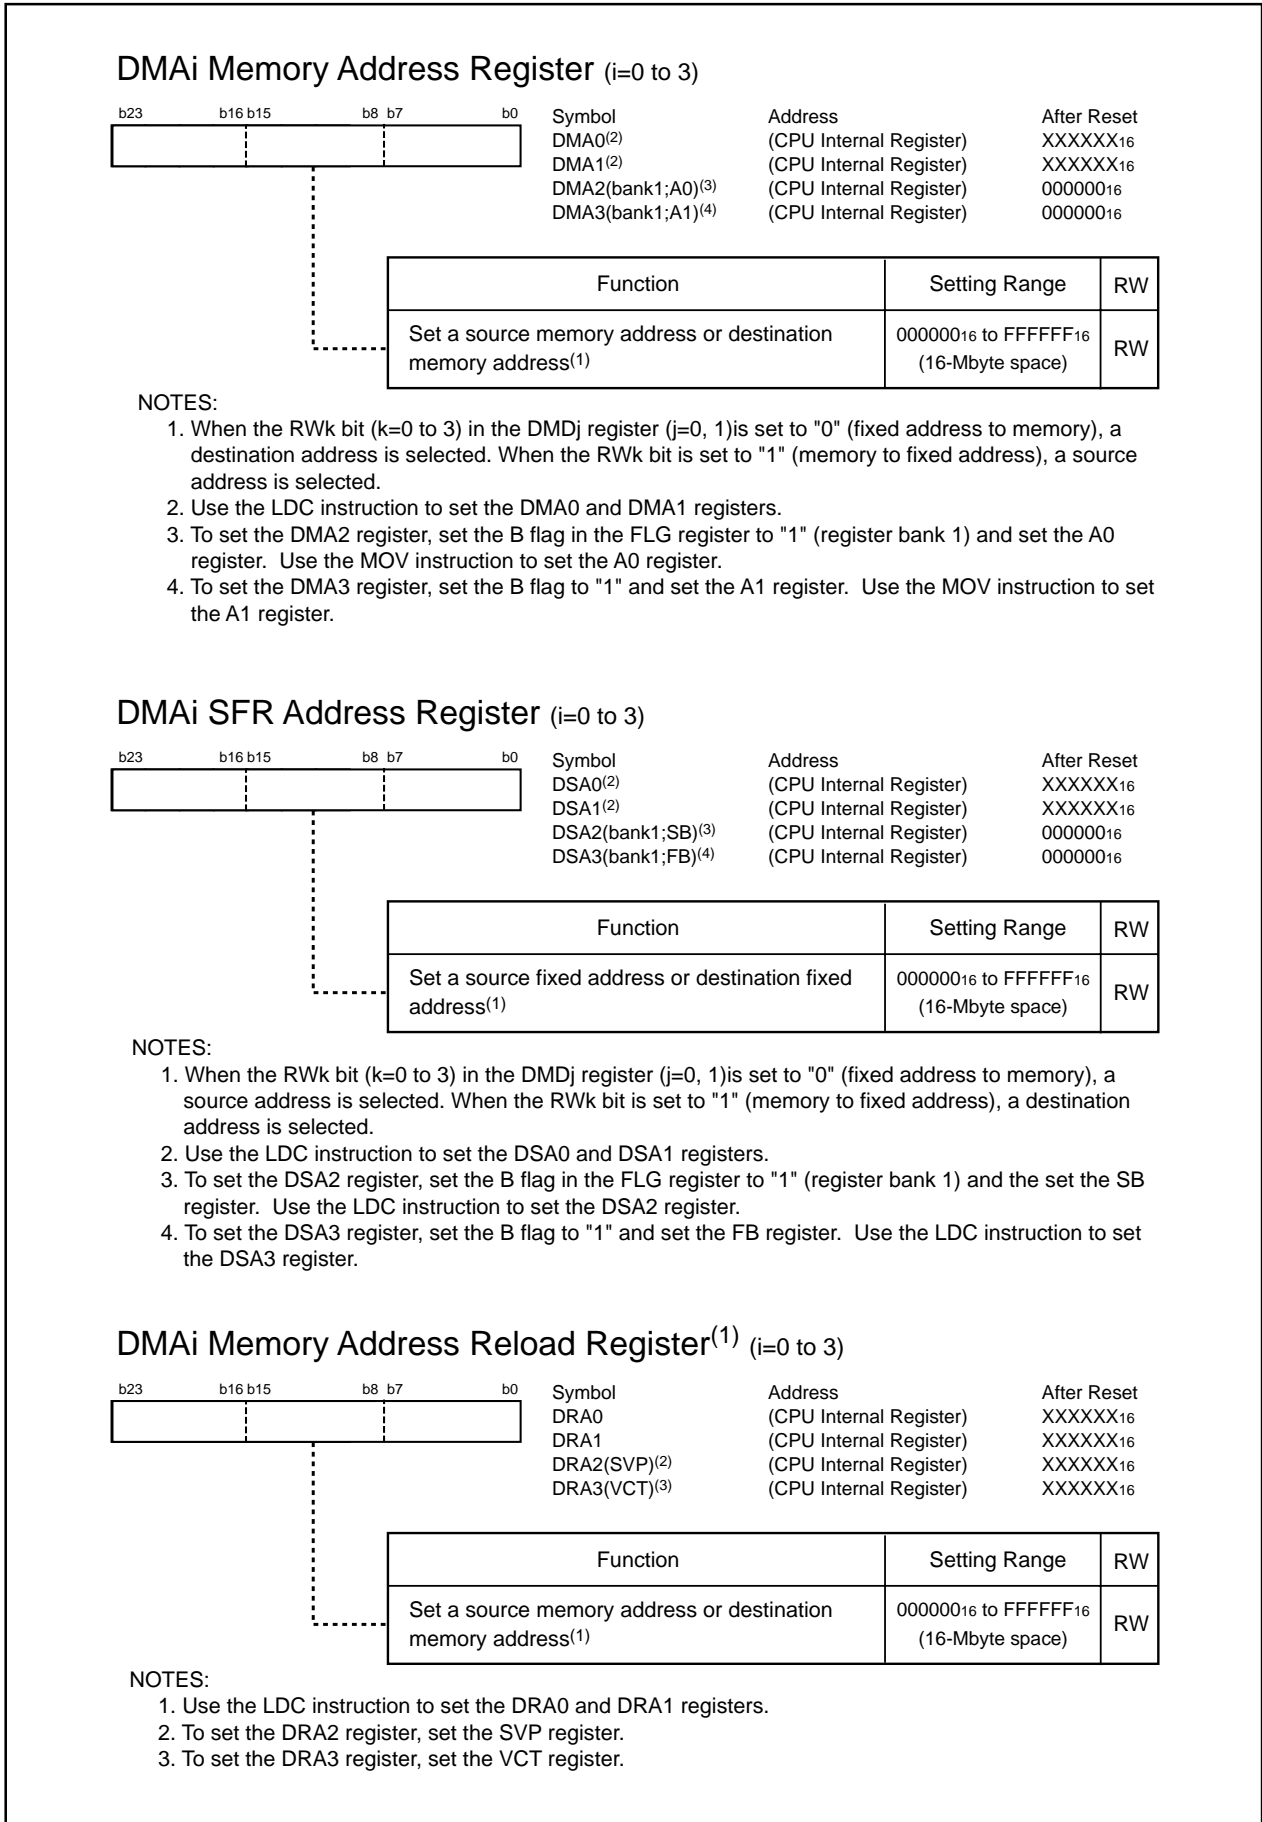 DMAi Memory Address Register (i=0 to 3)
b23 b16 b15 b8 b7 b0
Symbol Address After Reset
DMA0(2) (CPU Internal Register) XXXXXX16
DMA1(2) (CPU Internal Register) XXXXXX16
DMA2(bank1;A0)(3) (CPU Internal Register) 00000016
DMA3(bank1;A1)(4) (CPU Internal Register) 00000016
Function Setting Range RW
Set a source memory address or destination
memory address(1)
00000016 to FFFFFF16
(16-Mbyte space)
RW
NOTES:
1. When the RWk bit (k=0 to 3) in the DMDj register (j=0, 1)is set to "0" (fixed address to memory), a
destination address is selected. When the RWk bit is set to "1" (memory to fixed address), a source
address is selected.
2. Use the LDC instruction to set the DMA0 and DMA1 registers.
3. To set the DMA2 register, set the B flag in the FLG register to "1" (register bank 1) and set the A0
register. Use the MOV instruction to set the A0 register.
4. To set the DMA3 register, set the B flag to "1" and set the A1 register. Use the MOV instruction to set
the A1 register.
DMAi SFR Address Register (i=0 to 3)
b23 b16 b15 b8 b7 b0
Symbol Address After Reset
DSA0(2) (CPU Internal Register) XXXXXX16
DSA1(2) (CPU Internal Register) XXXXXX16
DSA2(bank1;SB)(3) (CPU Internal Register) 00000016
DSA3(bank1;FB)(4) (CPU Internal Register) 00000016
Function Setting Range RW
Set a source fixed address or destination fixed
address(1)
00000016 to FFFFFF16
(16-Mbyte space)
RW
NOTES:
1. When the RWk bit (k=0 to 3) in the DMDj register (j=0, 1)is set to "0" (fixed address to memory), a
source address is selected. When the RWk bit is set to "1" (memory to fixed address), a destination
address is selected.
2. Use the LDC instruction to set the DSA0 and DSA1 registers.
3. To set the DSA2 register, set the B flag in the FLG register to "1" (register bank 1) and the set the SB
register. Use the LDC instruction to set the DSA2 register.
4. To set the DSA3 register, set the B flag to "1" and set the FB register. Use the LDC instruction to set
the DSA3 register.
DMAi Memory Address Reload Register(1) (i=0 to 3)
b23 b16 b15 b8 b7 b0
Symbol Address After Reset
DRA0 (CPU Internal Register) XXXXXX16
DRA1 (CPU Internal Register) XXXXXX16
DRA2(SVP)(2) (CPU Internal Register) XXXXXX16
DRA3(VCT)(3) (CPU Internal Register) XXXXXX16
Function Setting Range RW
Set a source memory address or destination
memory address(1)
00000016 to FFFFFF16
(16-Mbyte space)
RW
NOTES:
1. Use the LDC instruction to set the DRA0 and DRA1 registers.
2. To set the DRA2 register, set the SVP register.
3. To set the DRA3 register, set the VCT register.